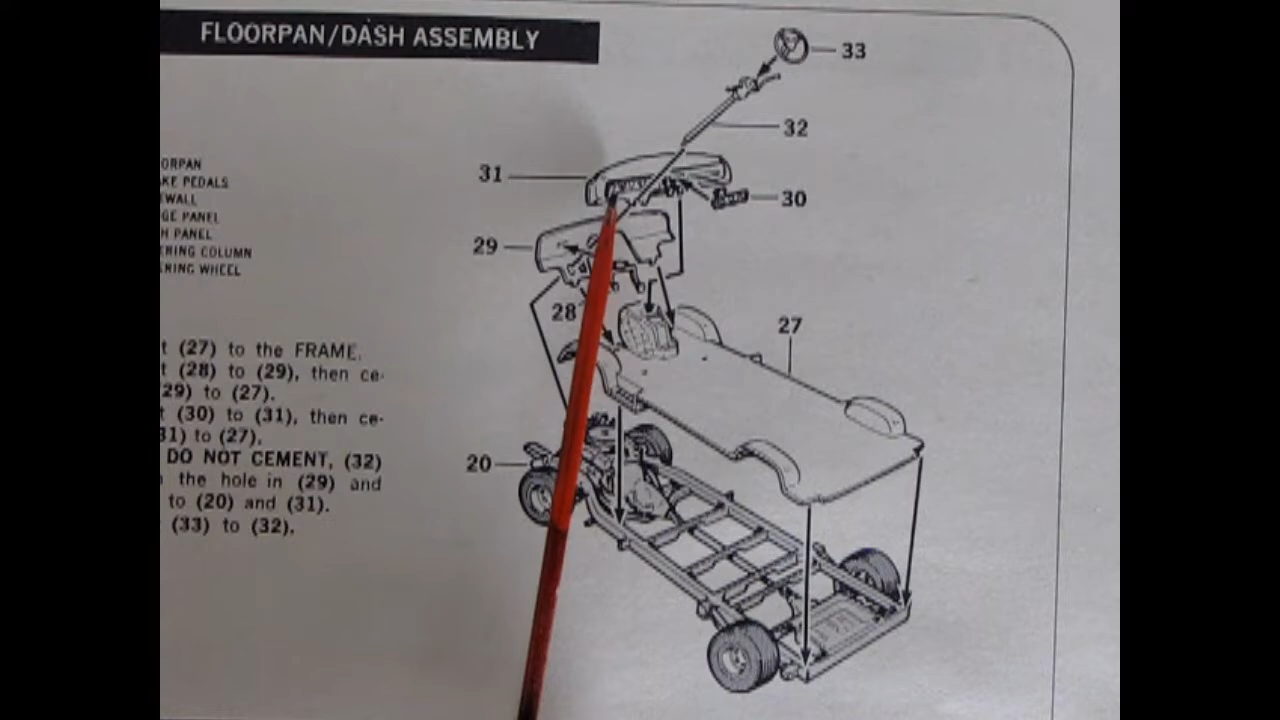 FLOORPAN/DASH ASSEMBLY
33
32
31
30
29
28
27
20
ORPAN
KE PEDALS
EWALL
GE PANEL
H PANEL
ERING COLUMN
ERING WHEEL
t (27) to the FRAME.
t (28) to (29), then ce-
29) to (27).
t (30) to (31), then ce-
31) to (27).
DO NOT CEMENT, (32)
the hole in (29) and
to (20) and (31).
(33) to (32).